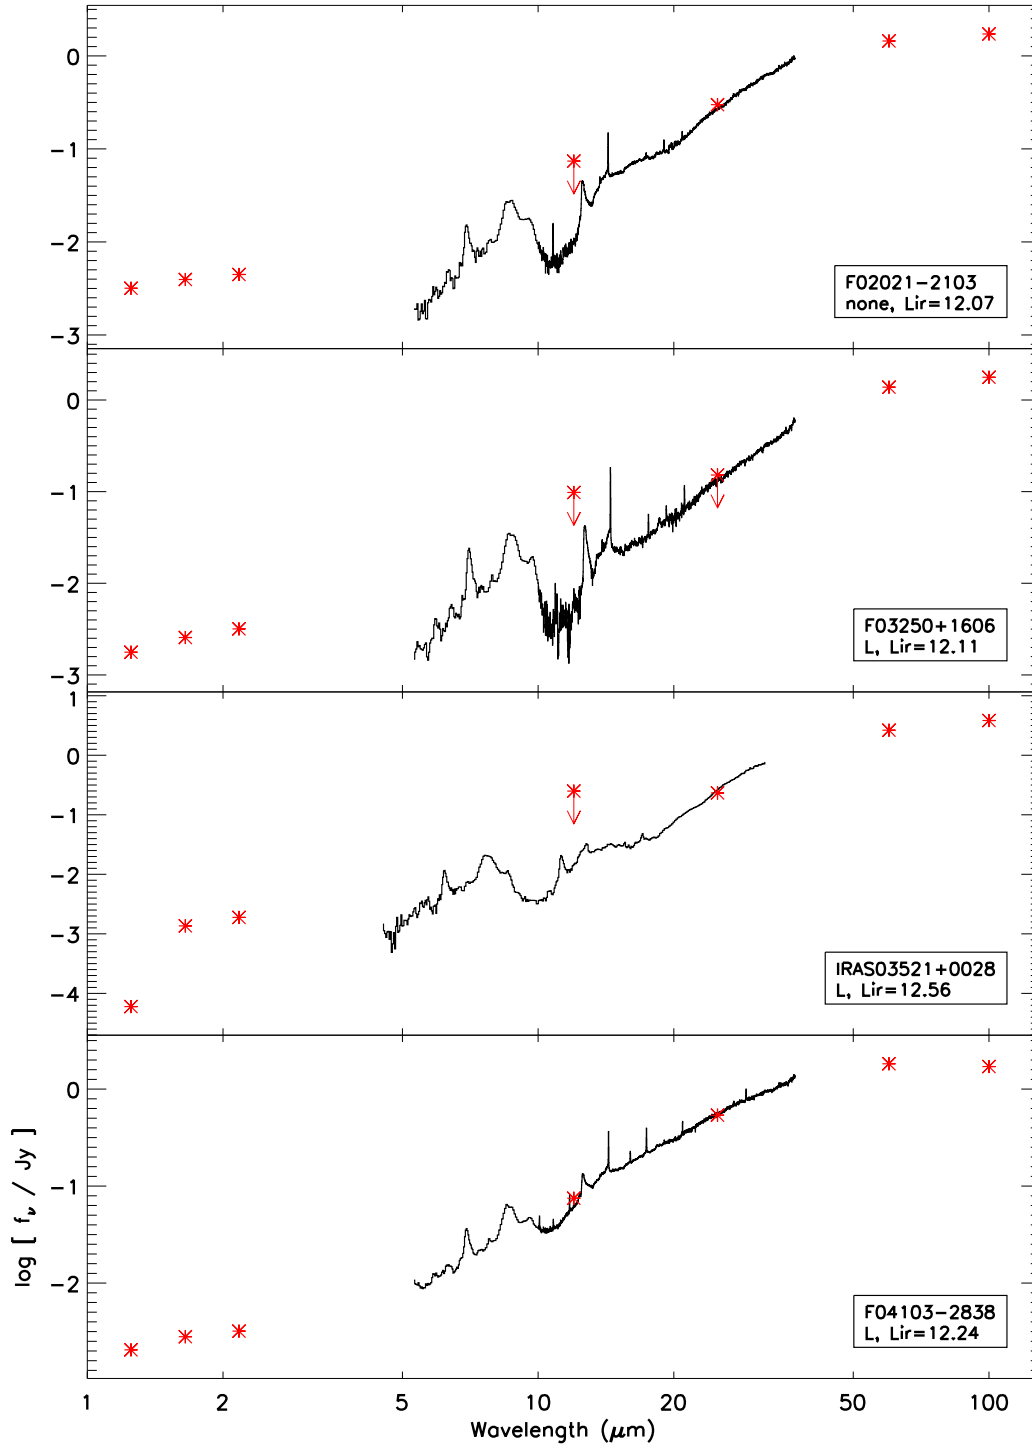 0
-1
-2
-3
F02021-2103
none, Lir=12.07
0
-1
-2
-3
F03250+1606
L, Lir=12.11
1
0
-1
-2
-3
-4
IRAS03521+0028
L, Lir=12.56
0
-1
-2
log [ fν / Jy ]
F04103-2838
L, Lir=12.24
1 2 5 10 20 50 100
Wavelength (μm)